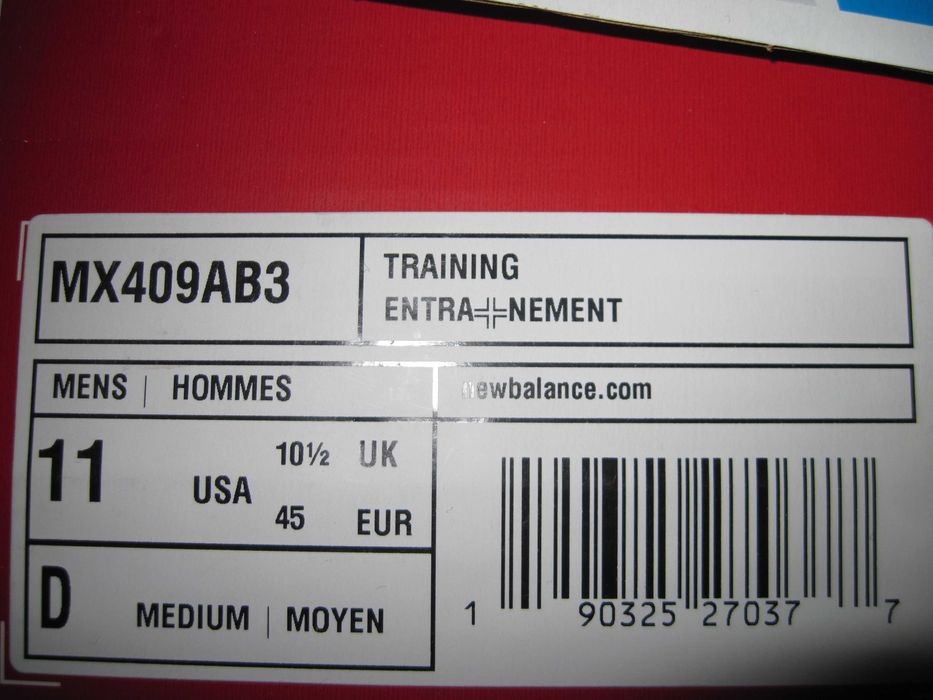 MX409AB3
TRAINING
ENTRA╬NEMENT
MENS | HOMMES
newbalance.com
11 USA
10½ UK
45 EUR
D MEDIUM | MOYEN
1 90325 27037 7